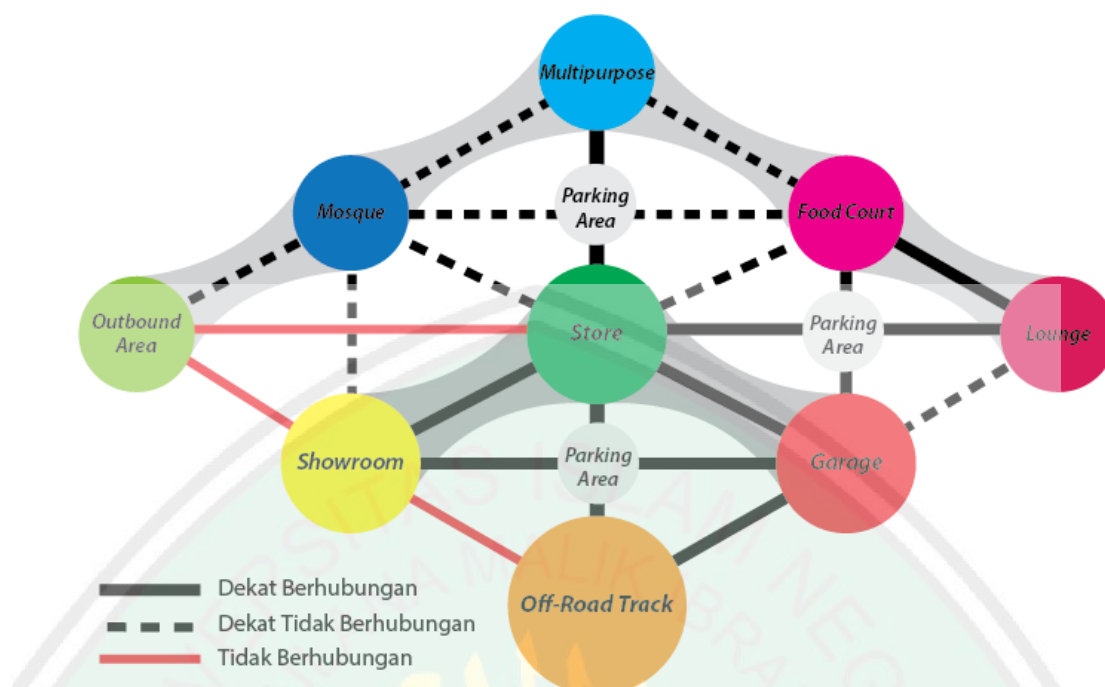 Multipurpose
Parking
Area
Mosque
Food Court
Outbound
Area
Store
Parking
Area
Lounge
Showroom
Parking
Area
Garage
Off-Road Track
Dekat Berhubungan
Dekat Tidak Berhubungan
Tidak Berhubungan